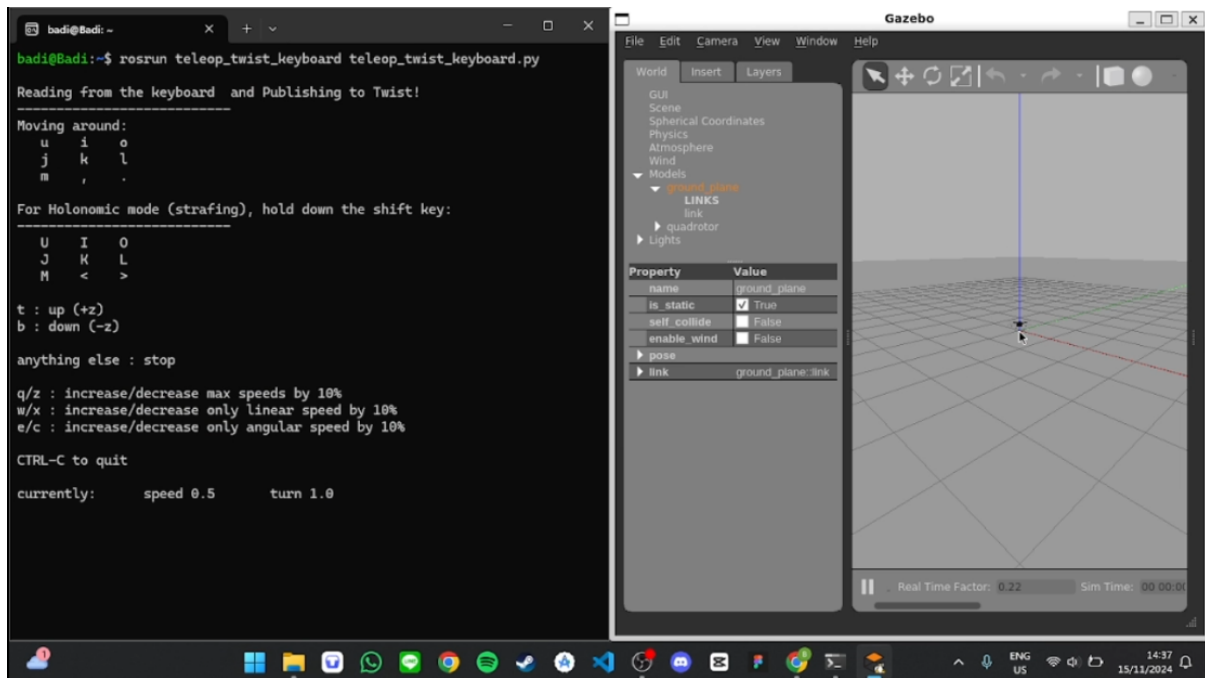 badi@Badi: ~
badi@Badi:~$ rosrun teleop_twist_keyboard teleop_twist_keyboard.py
Reading from the keyboard and Publishing to Twist!
---------------------------
Moving around:
u i o
j k l
m , .
For Holonomic mode (strafing), hold down the shift key:
---------------------------
U I O
J K L
M < >
t : up (+z)
b : down (-z)
anything else : stop
q/z : increase/decrease max speeds by 10%
w/x : increase/decrease only linear speed by 10%
e/c : increase/decrease only angular speed by 10%
CTRL-C to quit
currently: speed 0.5 turn 1.0
Gazebo
File Edit Camera View Window Help
World Insert Layers
GUI
Scene
Spherical Coordinates
Physics
Atmosphere
Wind
Models
ground_plane
LINKS
link
quadrotor
Lights
Property Value
name ground_plane
is_static True
self_collide False
enable_wind False
pose
link ground_plane::link
Real Time Factor: 0.22 Sim Time: 00 00:00
1
ENG
US
14:37
15/11/2024